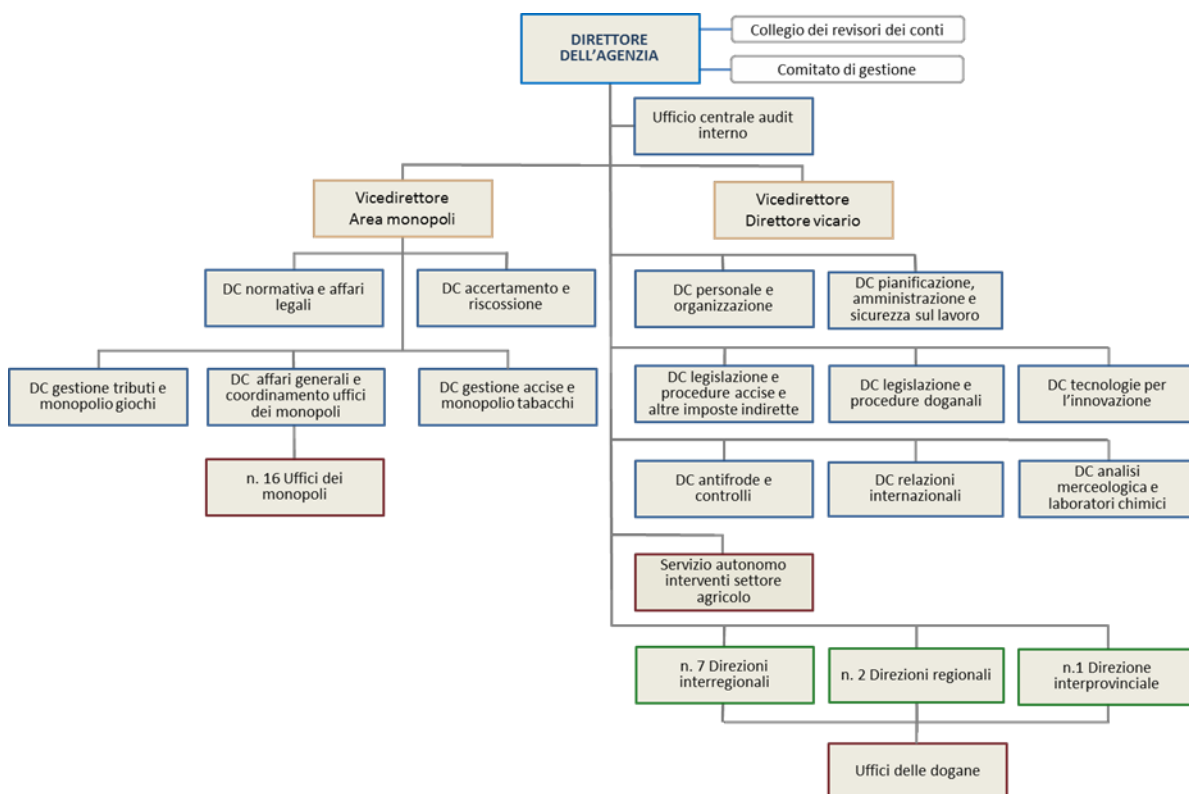 DIRETTORE
DELL'AGENZIA
Collegio dei revisori dei conti
Comitato di gestione
Ufficio centrale audit
interno
Vicedirettore
Area monopoli
Vicedirettore
Direttore vicario
DC normativa e affari
legali
DC accertamento e
riscossione
DC personale e
organizzazione
DC pianificazione,
amministrazione e
sicurezza sul lavoro
DC gestione tributi e
monopolio giochi
DC affari generali e
coordinamento uffici
dei monopoli
DC gestione accise e
monopolio tabacchi
DC legislazione e
procedure accise e
altre imposte indirette
DC legislazione e
procedure doganali
DC tecnologie per
l'innovazione
n. 16 Uffici dei
monopoli
DC antifrode e
controlli
DC relazioni
internazionali
DC analisi
merceologica e
laboratori chimici
Servizio autonomo
interventi settore
agricolo
n. 7 Direzioni
interregionali
n. 2 Direzioni regionali
n.1 Direzione
interprovinciale
Uffici delle dogane